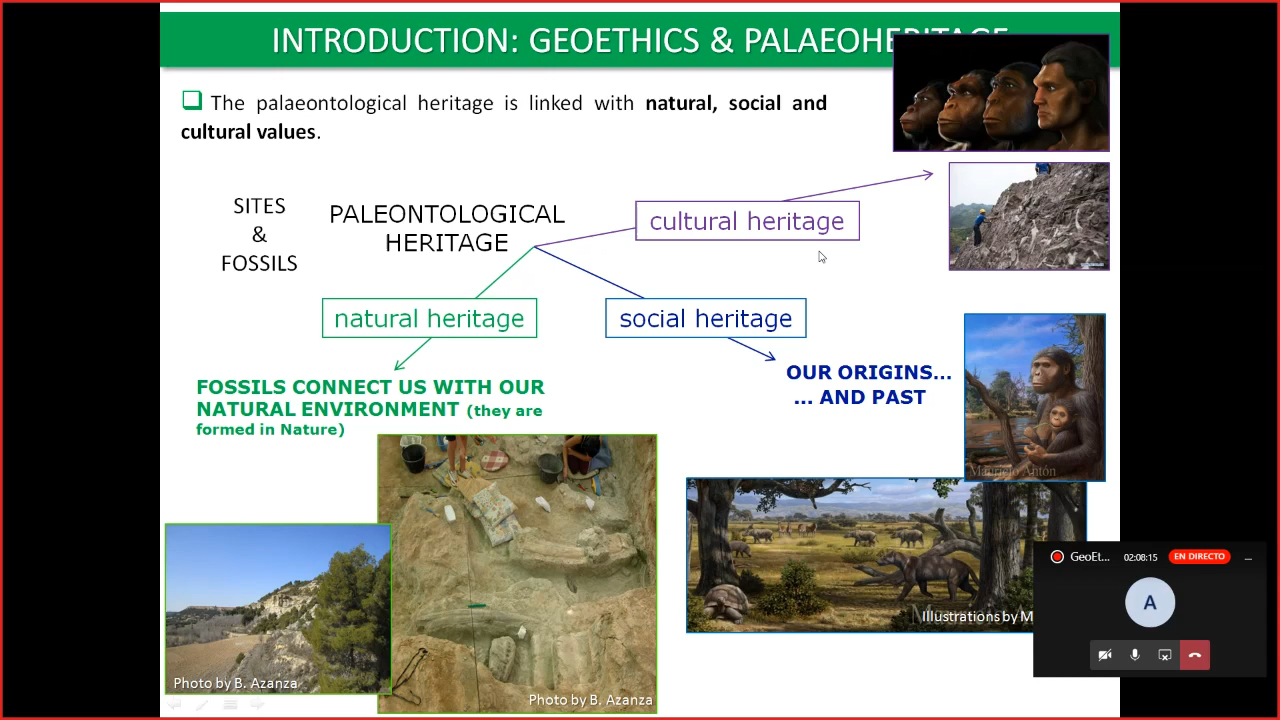 INTRODUCTION: GEOETHICS & PALAEOHERITAGE
❑ The palaeontological heritage is linked with natural, social and
cultural values.
SITES
&
FOSSILS
PALEONTOLOGICAL
HERITAGE
cultural heritage
natural heritage
social heritage
FOSSILS CONNECT US WITH OUR
NATURAL ENVIRONMENT (they are
formed in Nature)
OUR ORIGINS...
... AND PAST
Mauricio Antón
Illustrations by M
Photo by B. Azanza
Photo by B. Azanza
GeoEt...
02:08:15
EN DIRECTO
A